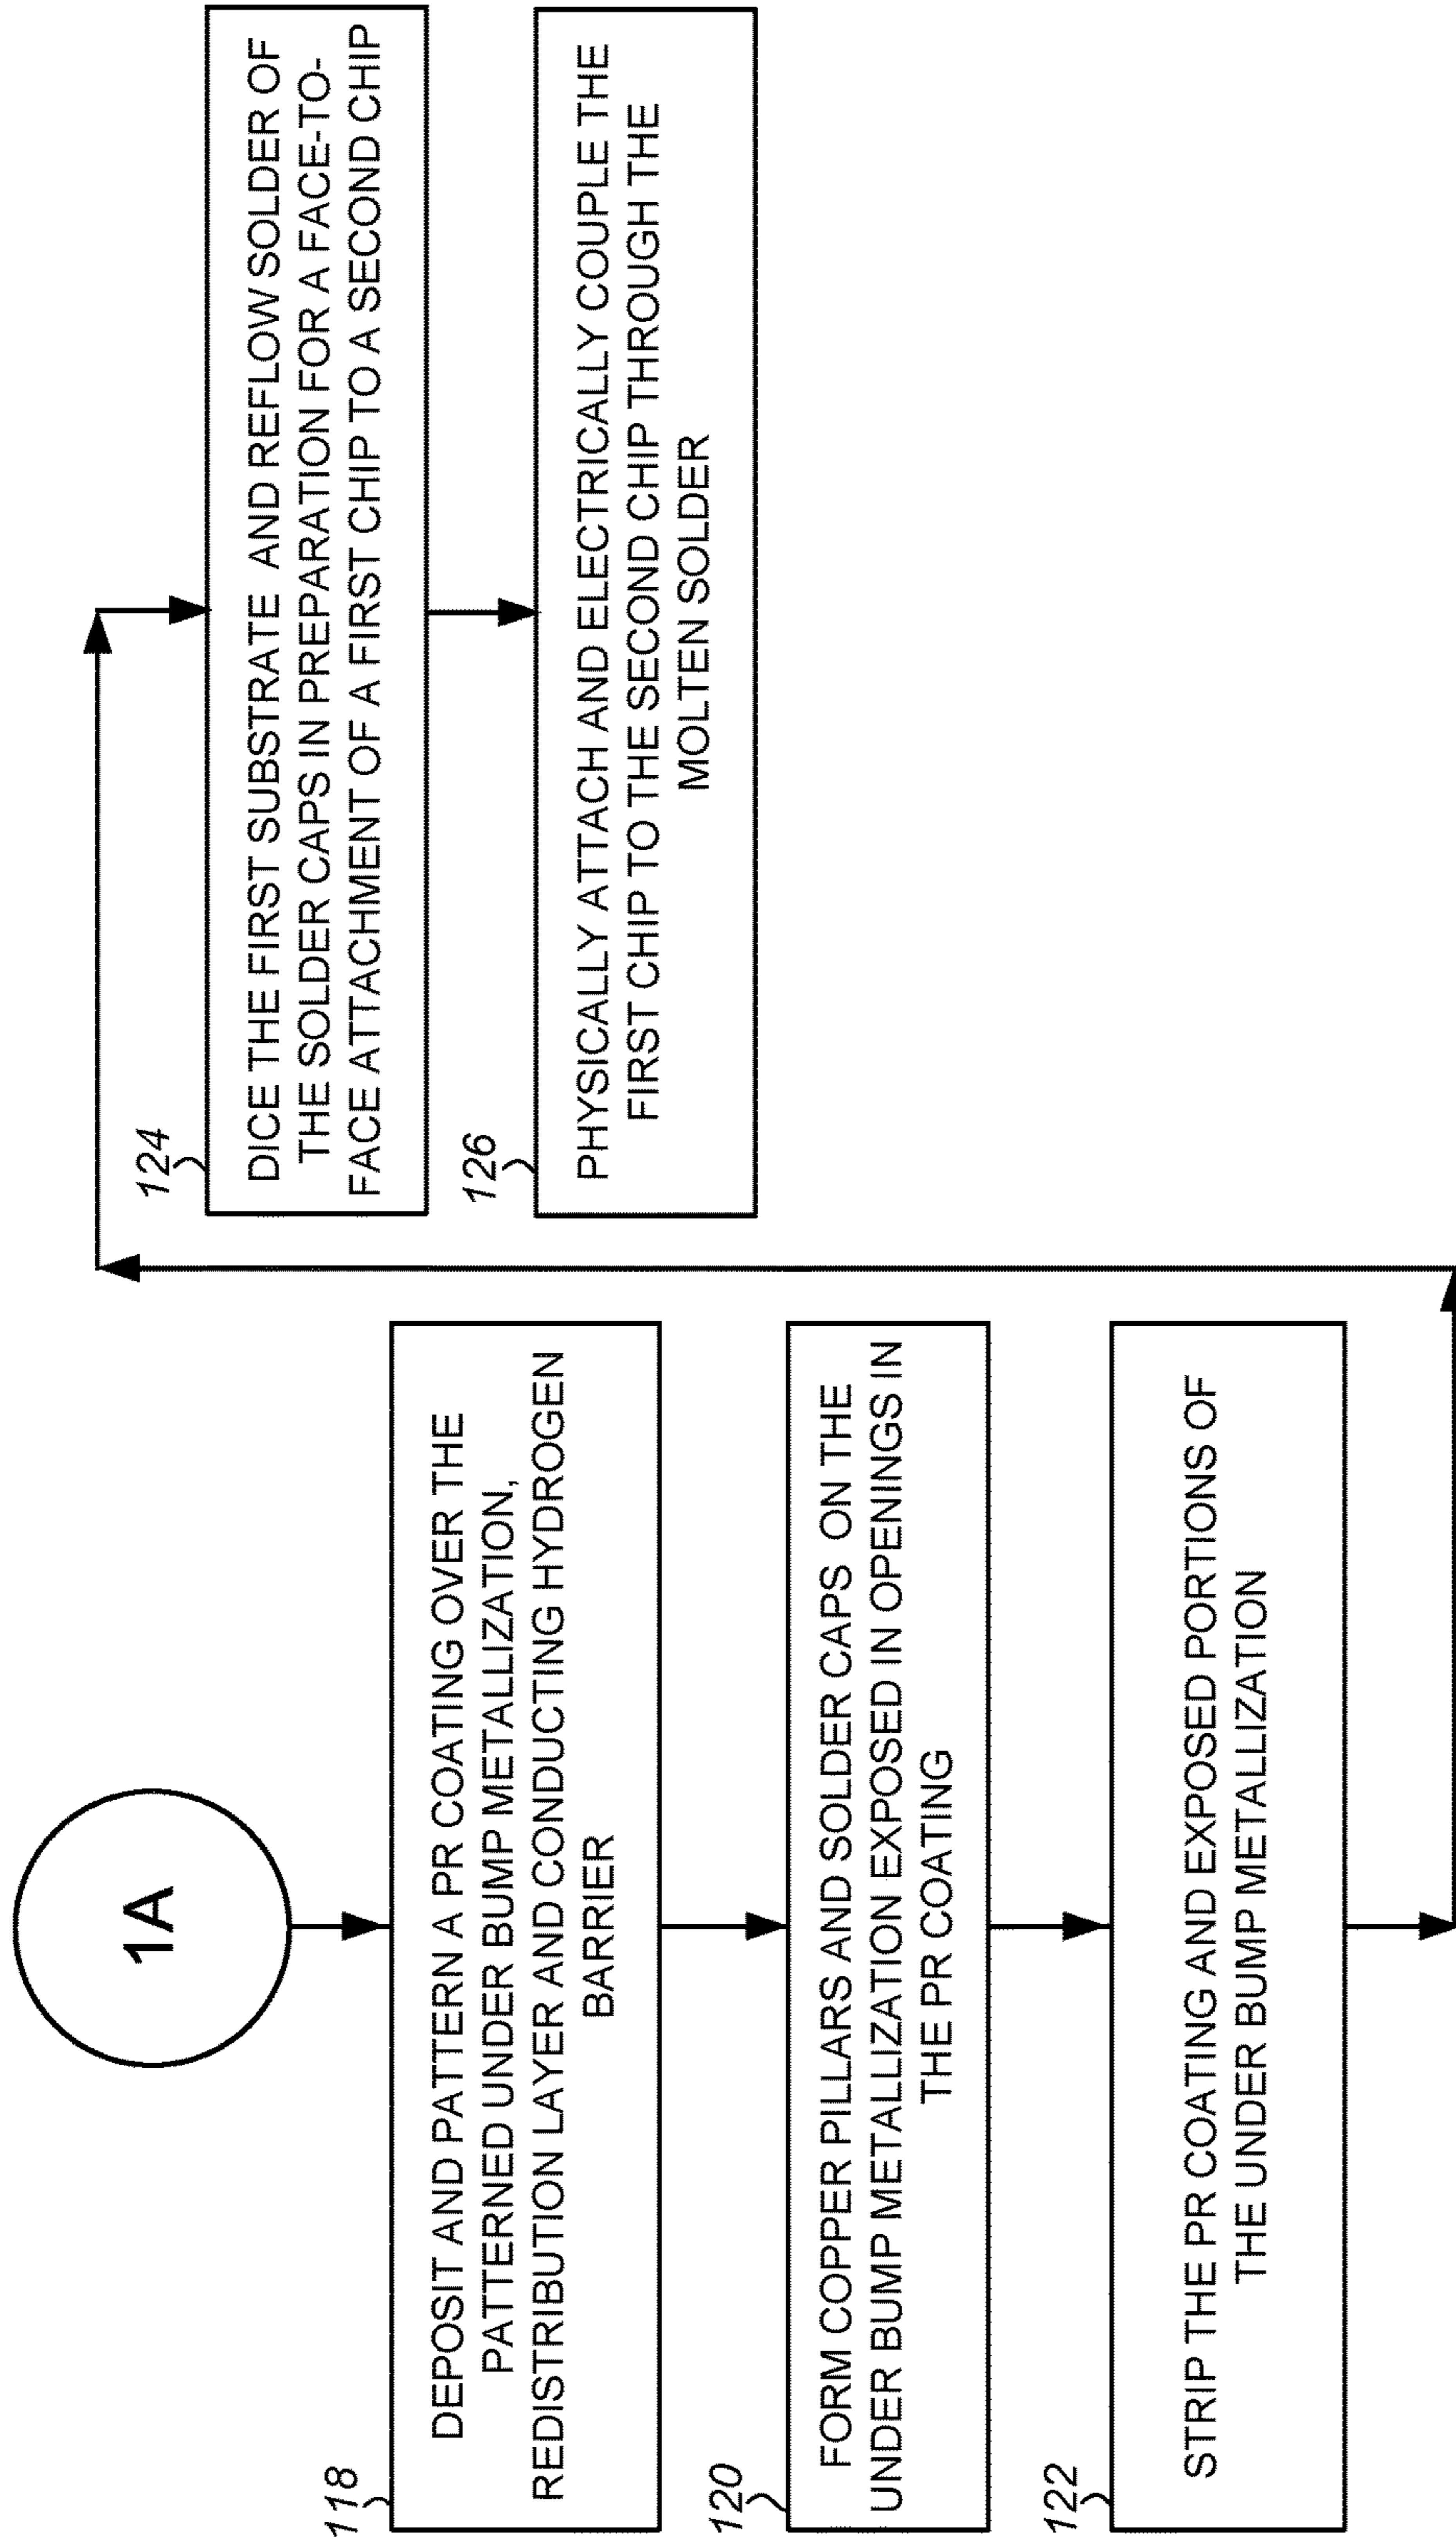 1A
118
DEPOSIT AND PATTERN A PR COATING OVER THE
PATTERNED UNDER BUMP METALLIZATION,
REDISTRIBUTION LAYER AND CONDUCTING HYDROGEN
BARRIER
120
FORM COPPER PILLARS AND SOLDER CAPS ON THE
UNDER BUMP METALLIZATION EXPOSED IN OPENINGS IN
THE PR COATING
122
STRIP THE PR COATING AND EXPOSED PORTIONS OF
THE UNDER BUMP METALLIZATION
124
DICE THE FIRST SUBSTRATE AND REFLOW SOLDER OF
THE SOLDER CAPS IN PREPARATION FOR A FACE-TO-
FACE ATTACHMENT OF A FIRST CHIP TO A SECOND CHIP
126
PHYSICALLY ATTACH AND ELECTRICALLY COUPLE THE
FIRST CHIP TO THE SECOND CHIP THROUGH THE
MOLTEN SOLDER